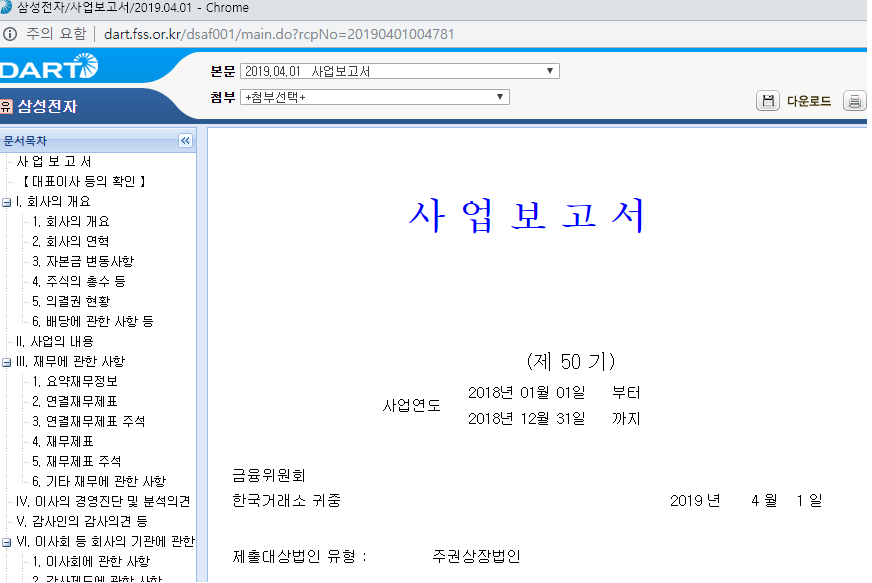 삼성전자/사업보고서/2019.04.01 - Chrome
주의 요함 | dart.fss.or.kr/dsaf001/main.do?rcpNo=20190401004781
DART
본문 2019.04.01 사업보고서
유 삼성전자
첨부 +첨부선택+
다운로드
문서목차
사 업 보 고 서
【 대표이사 등의 확인 】
I. 회사의 개요
1. 회사의 개요
2. 회사의 연혁
3. 자본금 변동사항
4. 주식의 총수 등
5. 의결권 현황
6. 배당에 관한 사항 등
II. 사업의 내용
III. 재무에 관한 사항
1. 요약재무정보
2. 연결재무제표
3. 연결재무제표 주석
4. 재무제표
5. 재무제표 주석
6. 기타 재무에 관한 사항
IV. 이사의 경영진단 및 분석의견
V. 감사인의 감사의견 등
VI. 이사회 등 회사의 기관에 관한
1. 이사회에 관한 사항
2. 감사제도에 관한 사항
사 업 보 고 서
(제 50 기)
사업연도
2018년 01월 01일 부터
2018년 12월 31일 까지
금융위원회
한국거래소 귀중
2019 년 4 월 1 일
제출대상법인 유형 : 주권상장법인